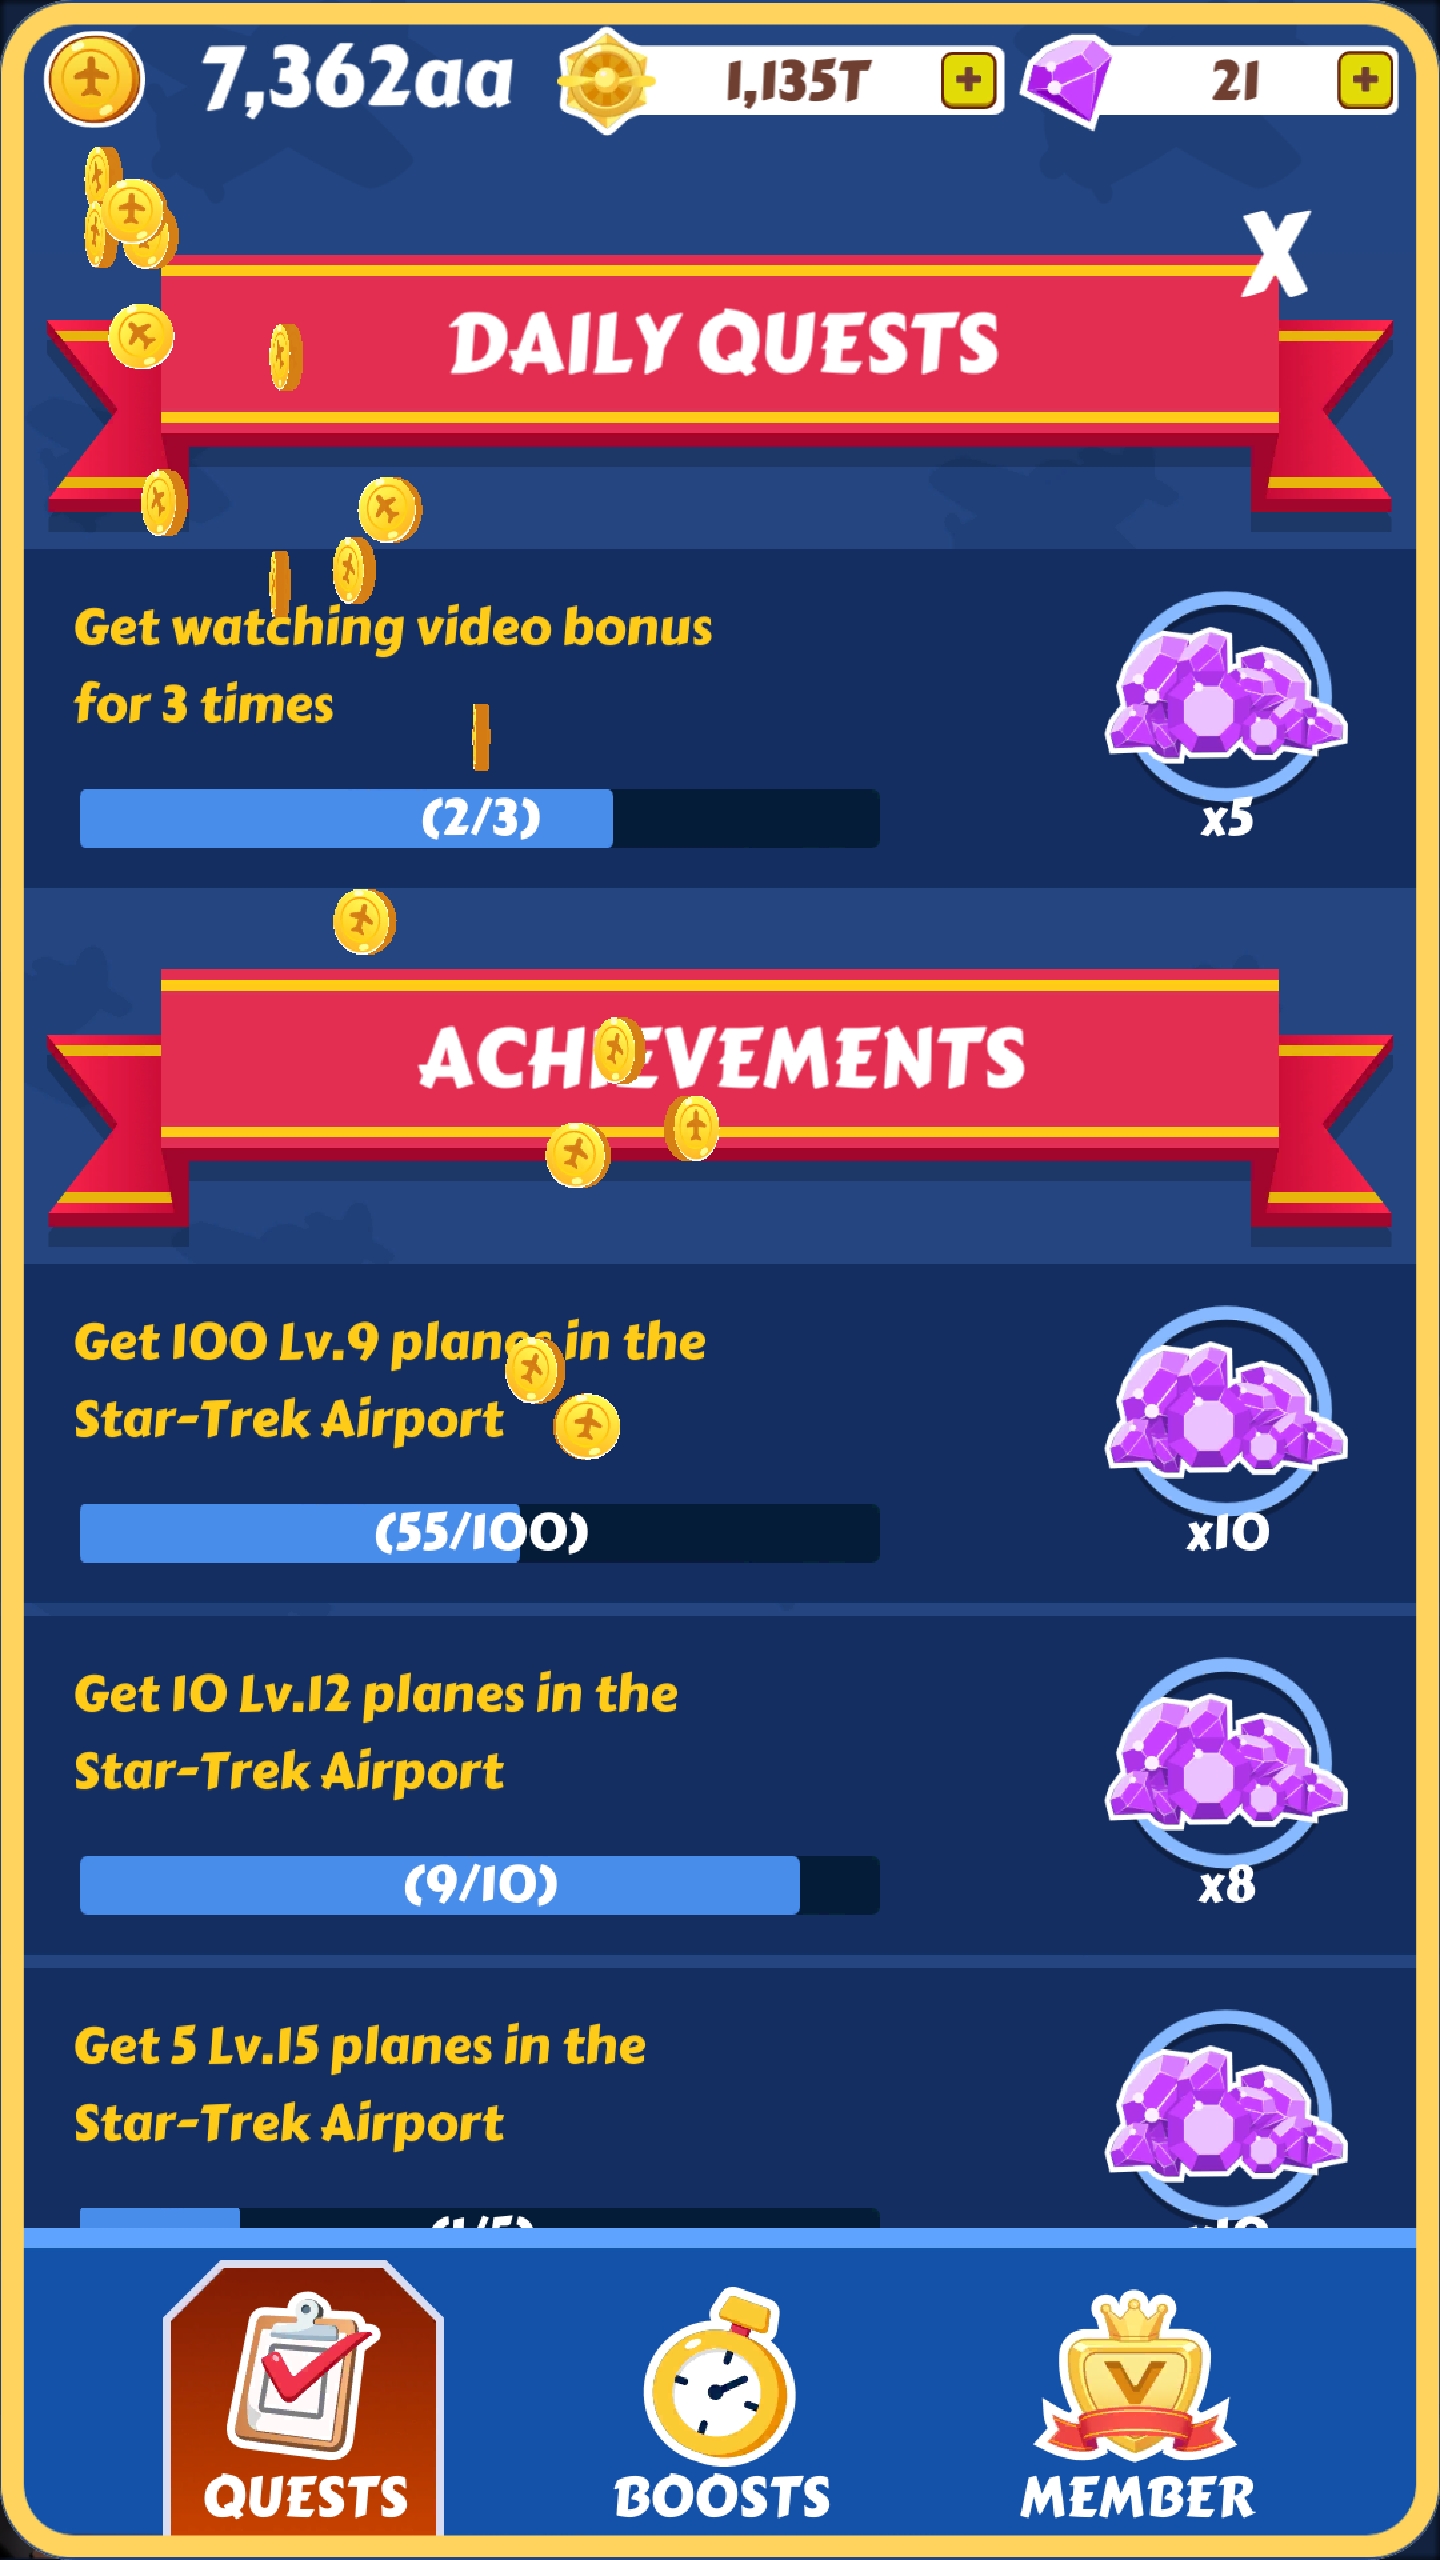 7,362aa 1,135T + 21 +
X
DAILY QUESTS
Get watching video bonus
for 3 times
(2/3)
x5
ACHIEVEMENTS
Get 100 Lv.9 planes in the
Star-Trek Airport
(55/100)
x10
Get 10 Lv.12 planes in the
Star-Trek Airport
(9/10)
x8
Get 5 Lv.15 planes in the
Star-Trek Airport
(1/5)
x10
V
QUESTS BOOSTS MEMBER